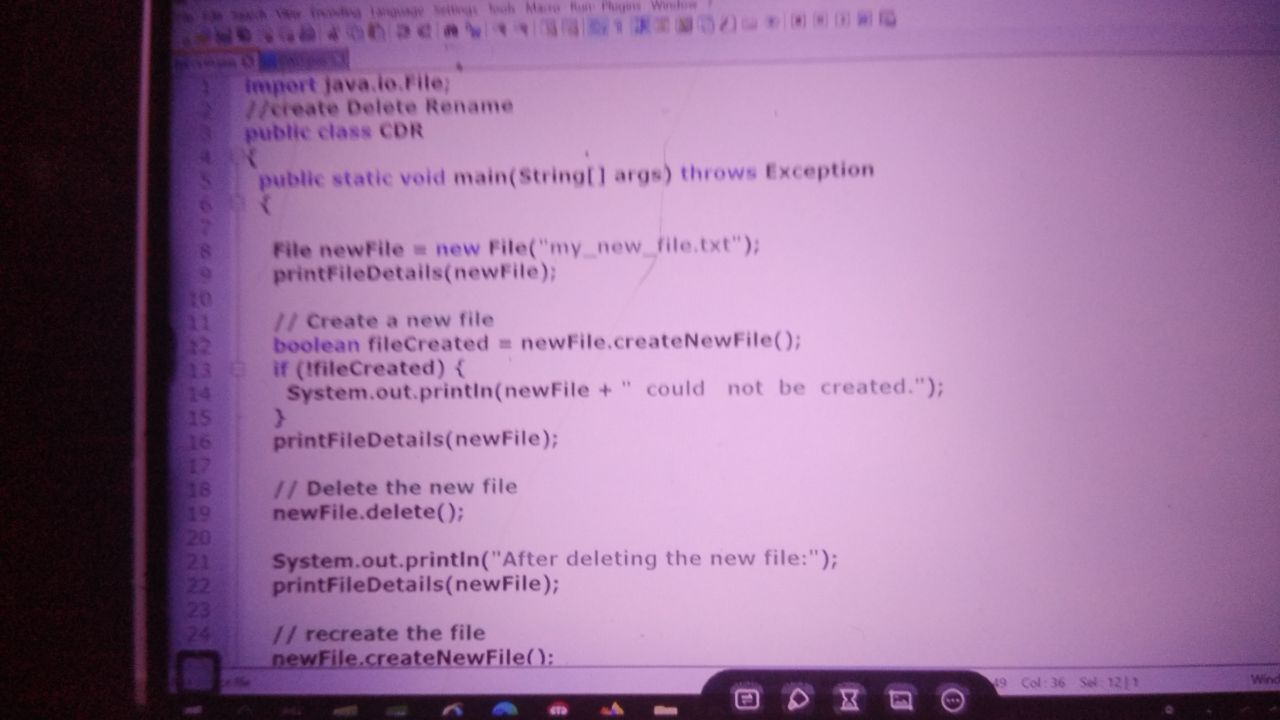 File Edit Search View Encoding Language Settings Tools Macro Run Plugins Window ?
1 import java.io.File;
2 //create Delete Rename
3 public class CDR
4 {
5 public static void main(String[] args) throws Exception
6 {
7
8 File newFile = new File("my_new_file.txt");
9 printFileDetails(newFile);
10
11 // Create a new file
12 boolean fileCreated = newFile.createNewFile();
13 if (!fileCreated) {
14 System.out.println(newFile + " could not be created.");
15 }
16 printFileDetails(newFile);
17
18 // Delete the new file
19 newFile.delete();
20
21 System.out.println("After deleting the new file:");
22 printFileDetails(newFile);
23
24 // recreate the file
newFile.createNewFile();
Col : 36 Sel : 12 | 1